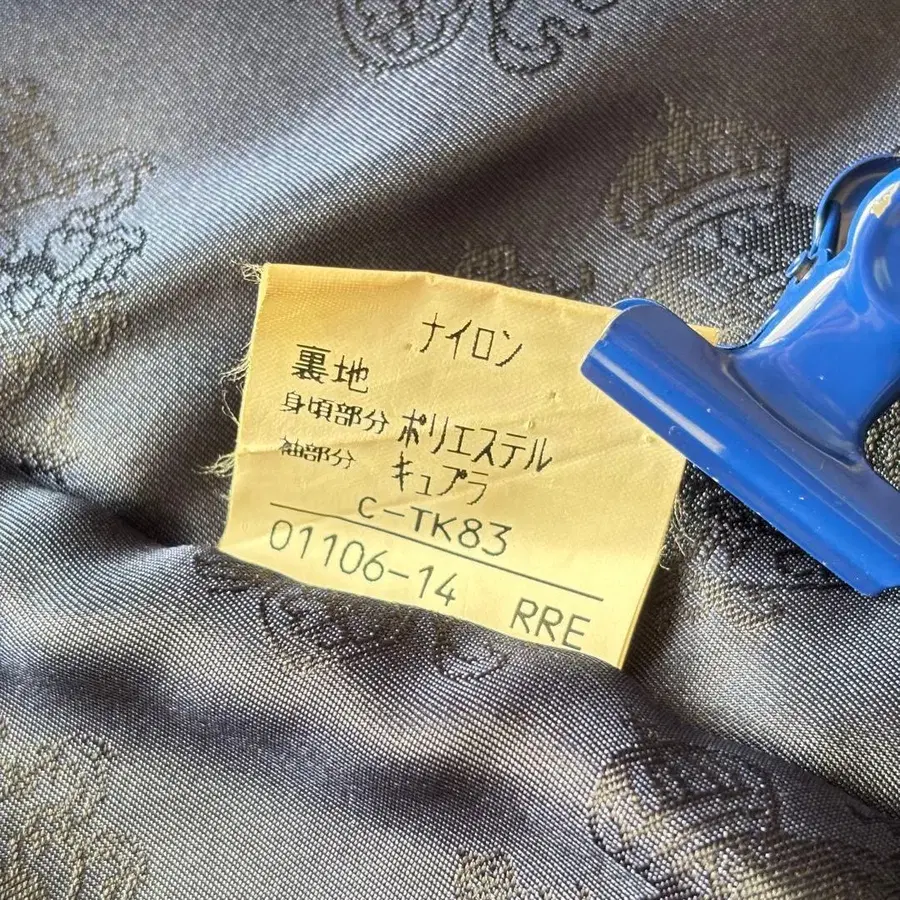 ナイロン
裏地
身頃部分 ポリエステル
袖部分 キュプラ
C-TK83
01106-14 RRE